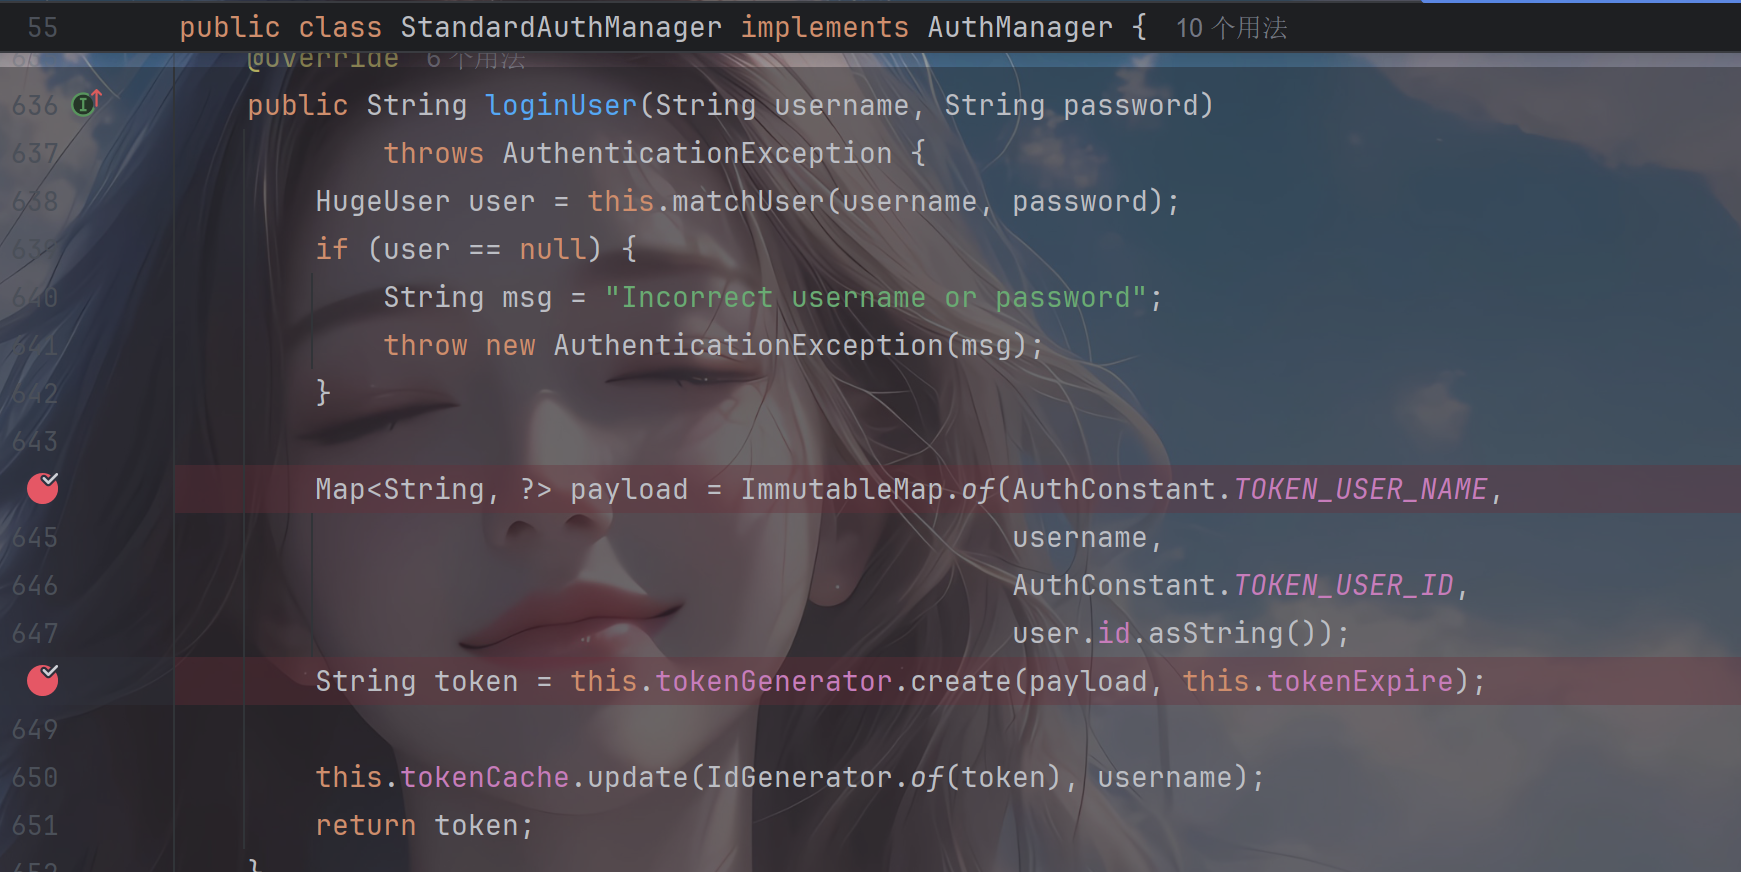 55 public class StandardAuthManager implements AuthManager { 10 个用法
@Override 6 个用法
636 public String loginUser(String username, String password)
637 throws AuthenticationException {
638 HugeUser user = this.matchUser(username, password);
639 if (user == null) {
640 String msg = "Incorrect username or password";
641 throw new AuthenticationException(msg);
642 }
643
Map<String, ?> payload = ImmutableMap.of(AuthConstant.TOKEN_USER_NAME,
645 username,
646 AuthConstant.TOKEN_USER_ID,
647 user.id.asString());
String token = this.tokenGenerator.create(payload, this.tokenExpire);
649
650 this.tokenCache.update(IdGenerator.of(token), username);
651 return token;
652 }